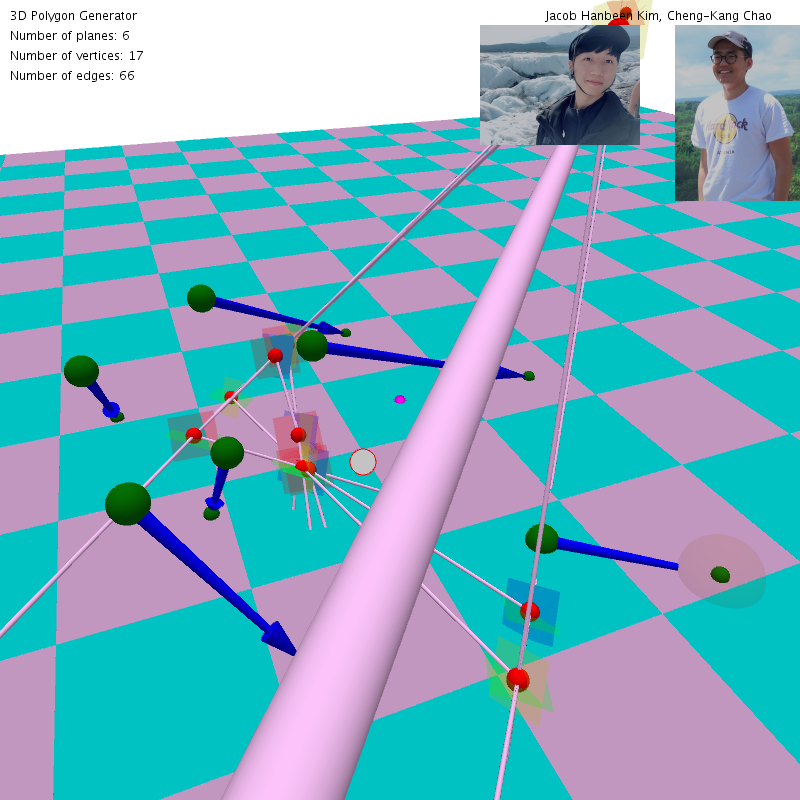 3D Polygon Generator
Jacob Hanbeen Kim, Cheng-Kang Chao
Number of planes: 6
Number of vertices: 17
Number of edges: 66